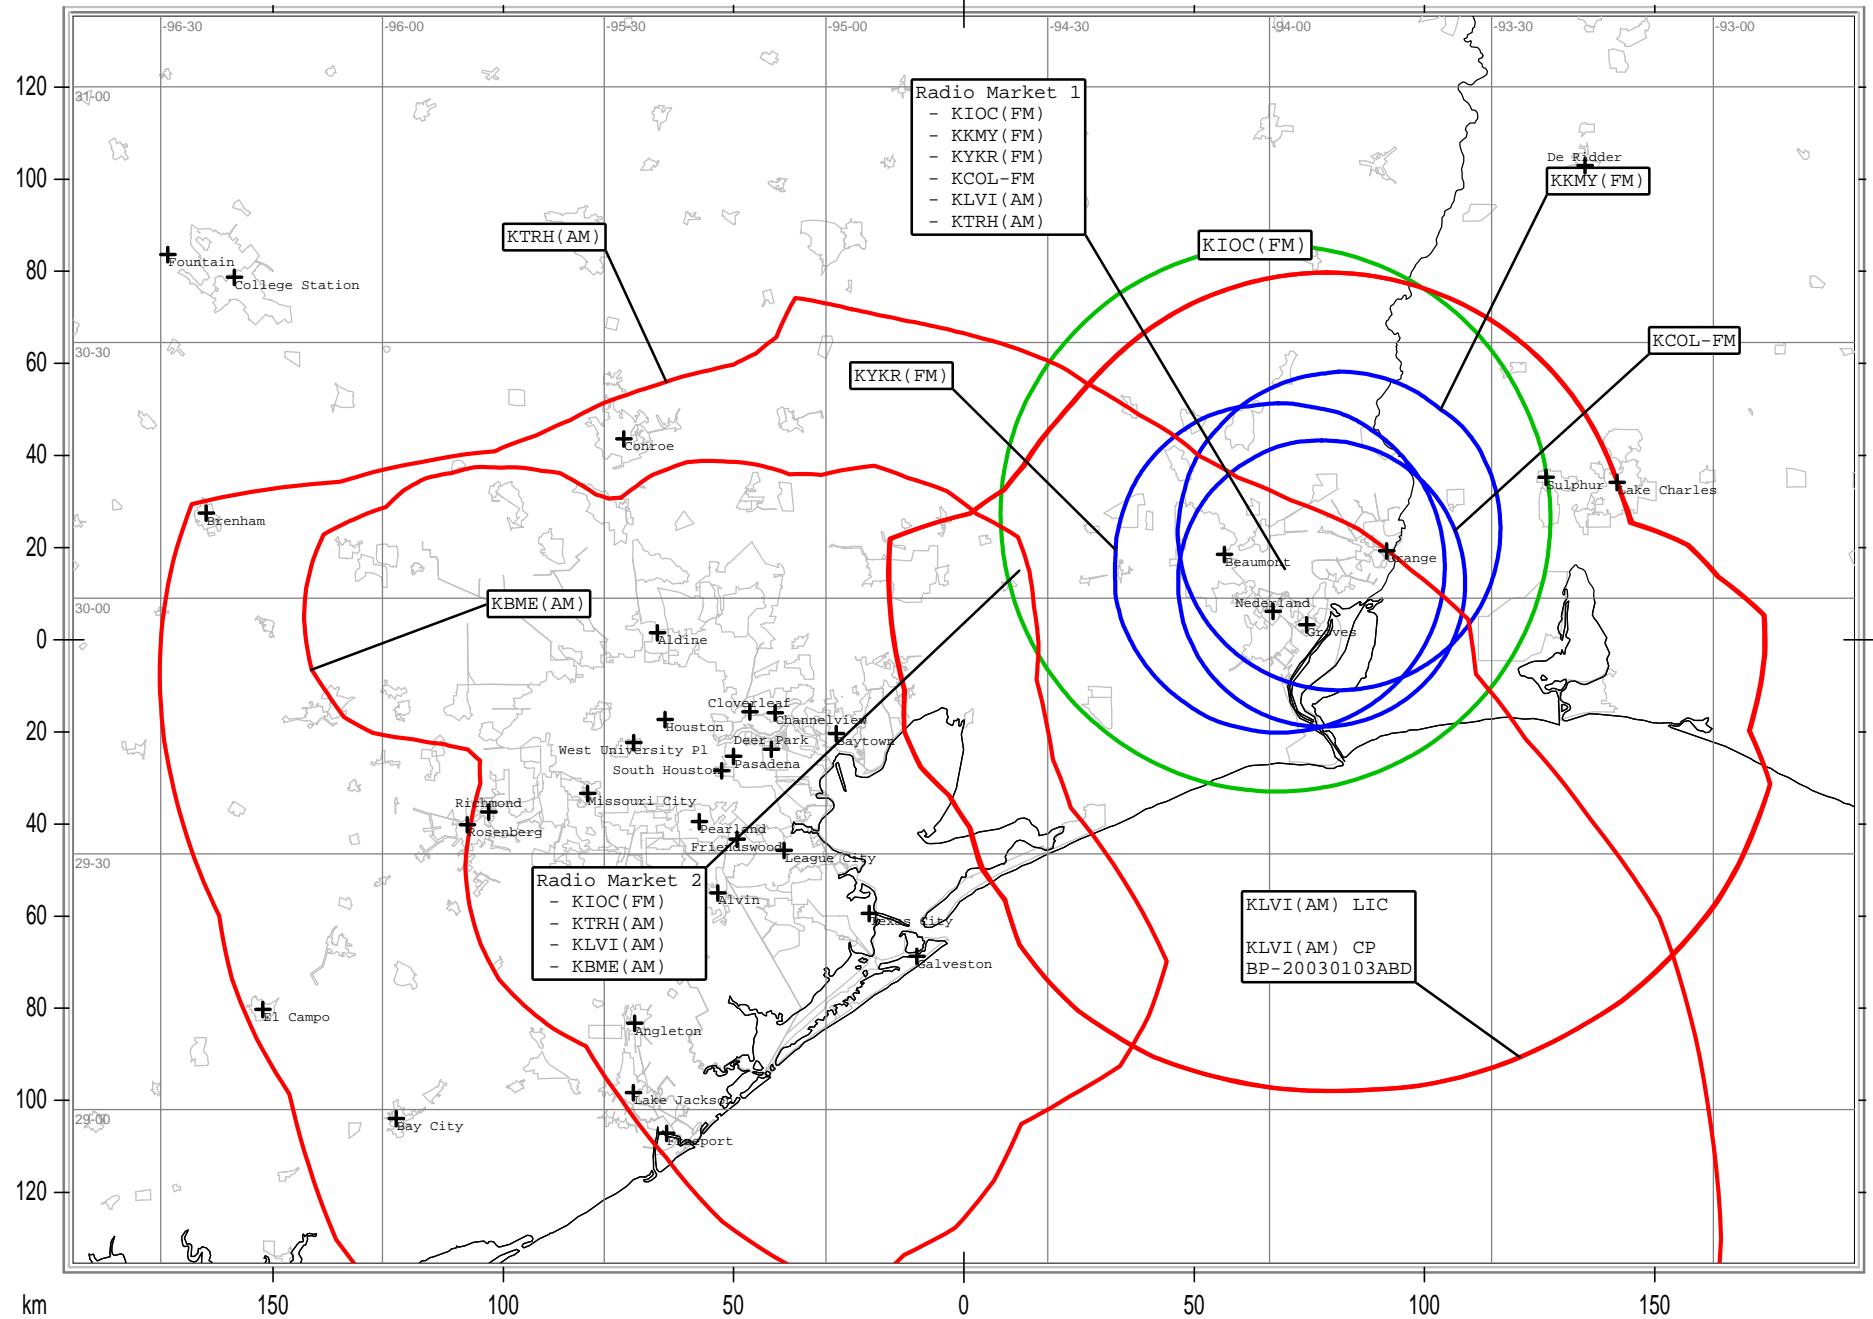 -96-30
-96-00
-95-30
-95-00
-94-30
-94-00
-93-30
-93-00
120
31-00
Radio Market 1
- KIOC(FM)
- KKMY(FM)
- KYKR(FM)
- KCOL-FM
- KLVI(AM)
- KTRH(AM)
De Ridder
KKMY(FM)
100
KTRH(AM)
KIOC(FM)
80
Fountain
College Station
60
30-30
KCOL-FM
KYKR(FM)
40
Conroe
Sulphur
Lake Charles
Brenham
20
Beaumont
Orange
30-00
KBME(AM)
Nederland
Groves
0
Aldine
Cloverleaf
Houston
Channelview
20
West University Pl
Deer Park
Baytown
Pasadena
South Houston
Richmond
Missouri City
40
Rosenberg
Pearland
Friendswood
League City
29-30
Radio Market 2
- KIOC(FM)
- KTRH(AM)
- KLVI(AM)
- KBME(AM)
Alvin
60
Texas City
Galveston
KLVI(AM) LIC
KLVI(AM) CP
BP-20030103ABD
80
El Campo
Angleton
100
Lake Jackson
29-00
Bay City
Freeport
120
km
150
100
50
0
50
100
150